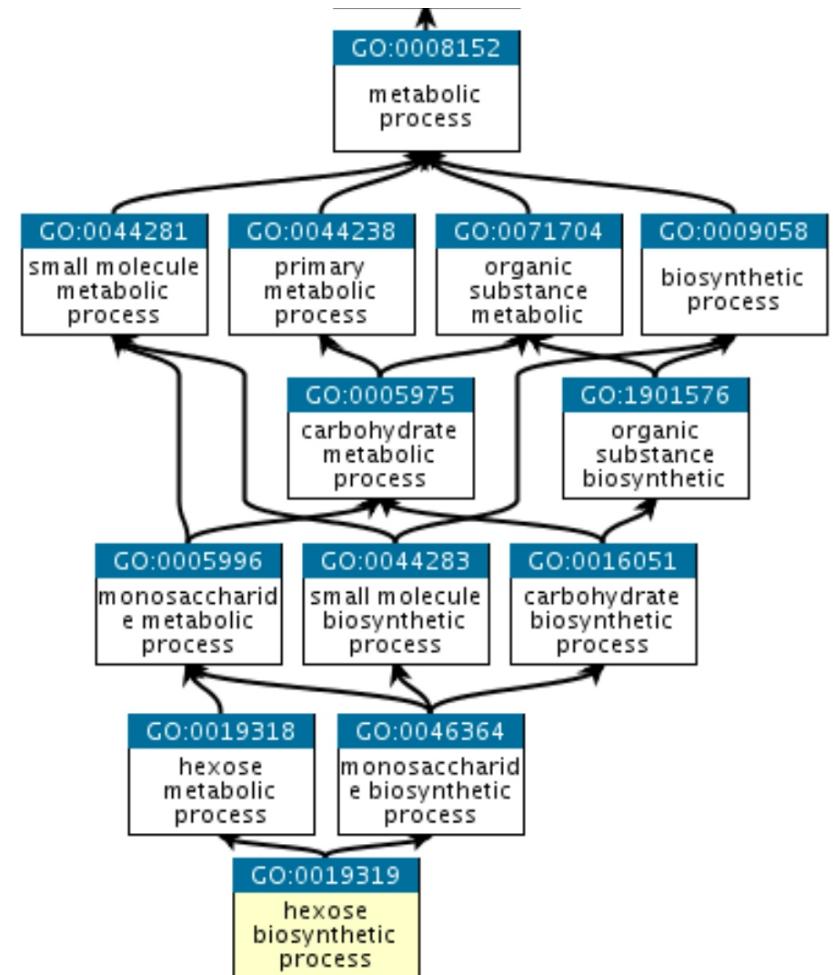 GO:0008152
metabolic
process
GO:0044281
small molecule
metabolic
process
GO:0044238
primary
metabolic
process
GO:0071704
organic
substance
metabolic
GO:0009058
biosynthetic
process
GO:0005975
carbohydrate
metabolic
process
GO:1901576
organic
substance
biosynthetic
GO:0005996
monosaccharid
e metabolic
process
GO:0044283
small molecule
biosynthetic
process
GO:0016051
carbohydrate
biosynthetic
process
GO:0019318
hexose
metabolic
process
GO:0046364
monosaccharid
e biosynthetic
process
GO:0019319
hexose
biosynthetic
process